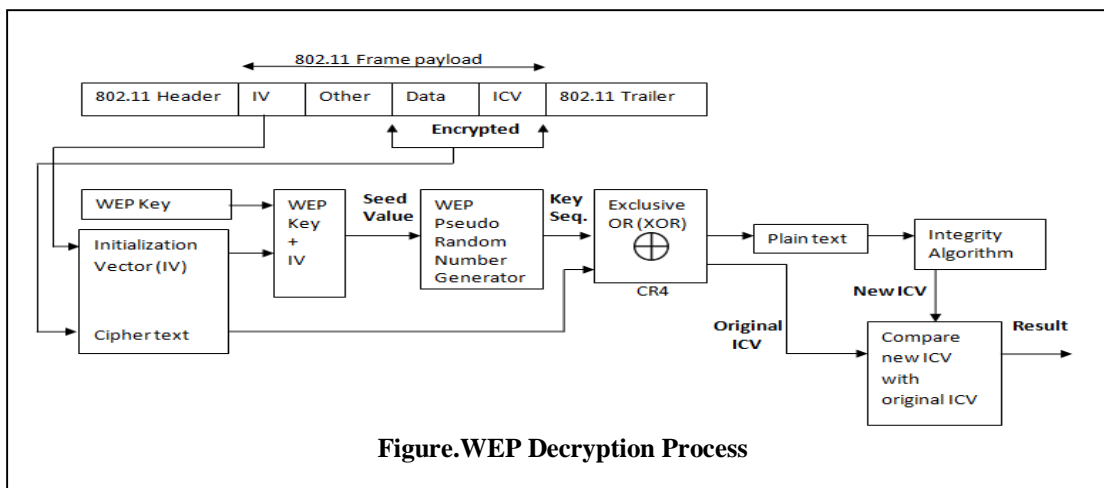 802.11 Frame payload
802.11 Header
IV
Other
Data
ICV
802.11 Trailer
Encrypted
WEP Key
Initialization
Vector (IV)
Cipher text
WEP
Key
+
IV
Seed
Value
WEP
Pseudo
Random
Number
Generator
Key
Seq.
Exclusive
OR (XOR)
CR4
Plain text
Integrity
Algorithm
New ICV
Original
ICV
Compare
new ICV
with
original ICV
Result
Figure.WEP Decryption Process